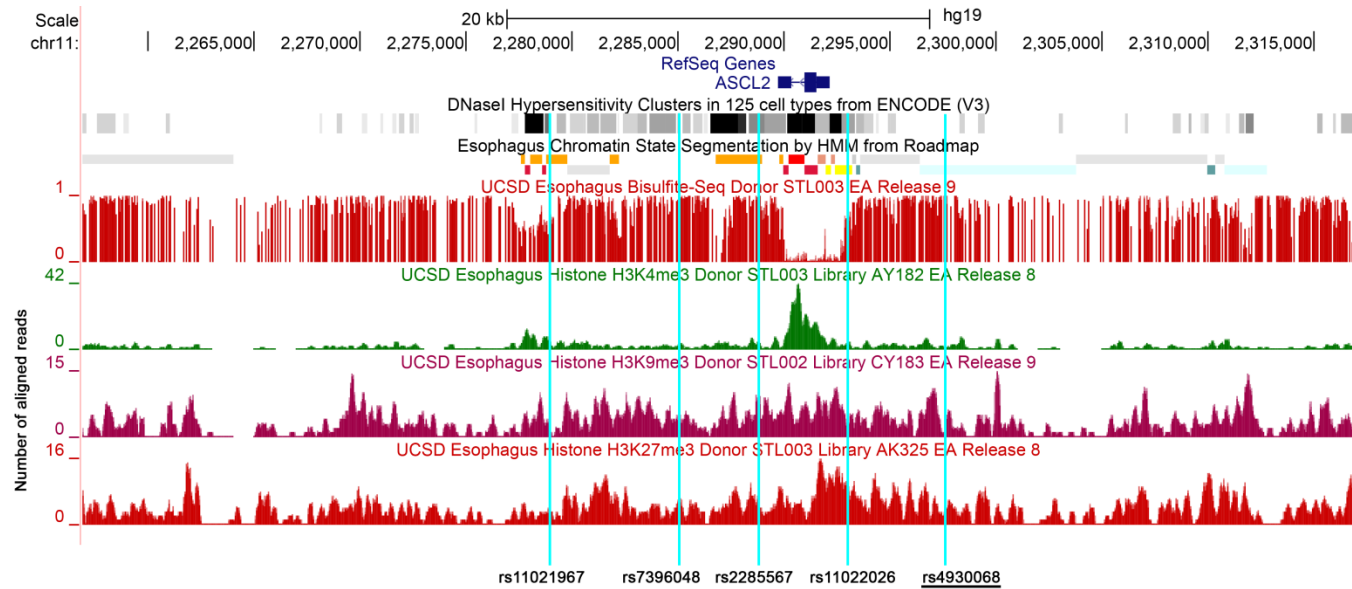 Scale 20 kb hg19
chr11: 2,265,000 2,270,000 2,275,000 2,280,000 2,285,000 2,290,000 2,295,000 2,300,000 2,305,000 2,310,000 2,315,000
RefSeq Genes
ASCL2
DNaseI Hypersensitivity Clusters in 125 cell types from ENCODE (V3)
Esophagus Chromatin State Segmentation by HMM from Roadmap
UCSD Esophagus Bisulfite-Seq Donor STL003 EA Release 9
1
0
UCSD Esophagus Histone H3K4me3 Donor STL003 Library AY182 EA Release 8
42
0
UCSD Esophagus Histone H3K9me3 Donor STL002 Library CY183 EA Release 9
15
0
UCSD Esophagus Histone H3K27me3 Donor STL003 Library AK325 EA Release 8
16
0
Number of aligned reads
rs11021967 rs7396048 rs2285567 rs11022026 rs4930068